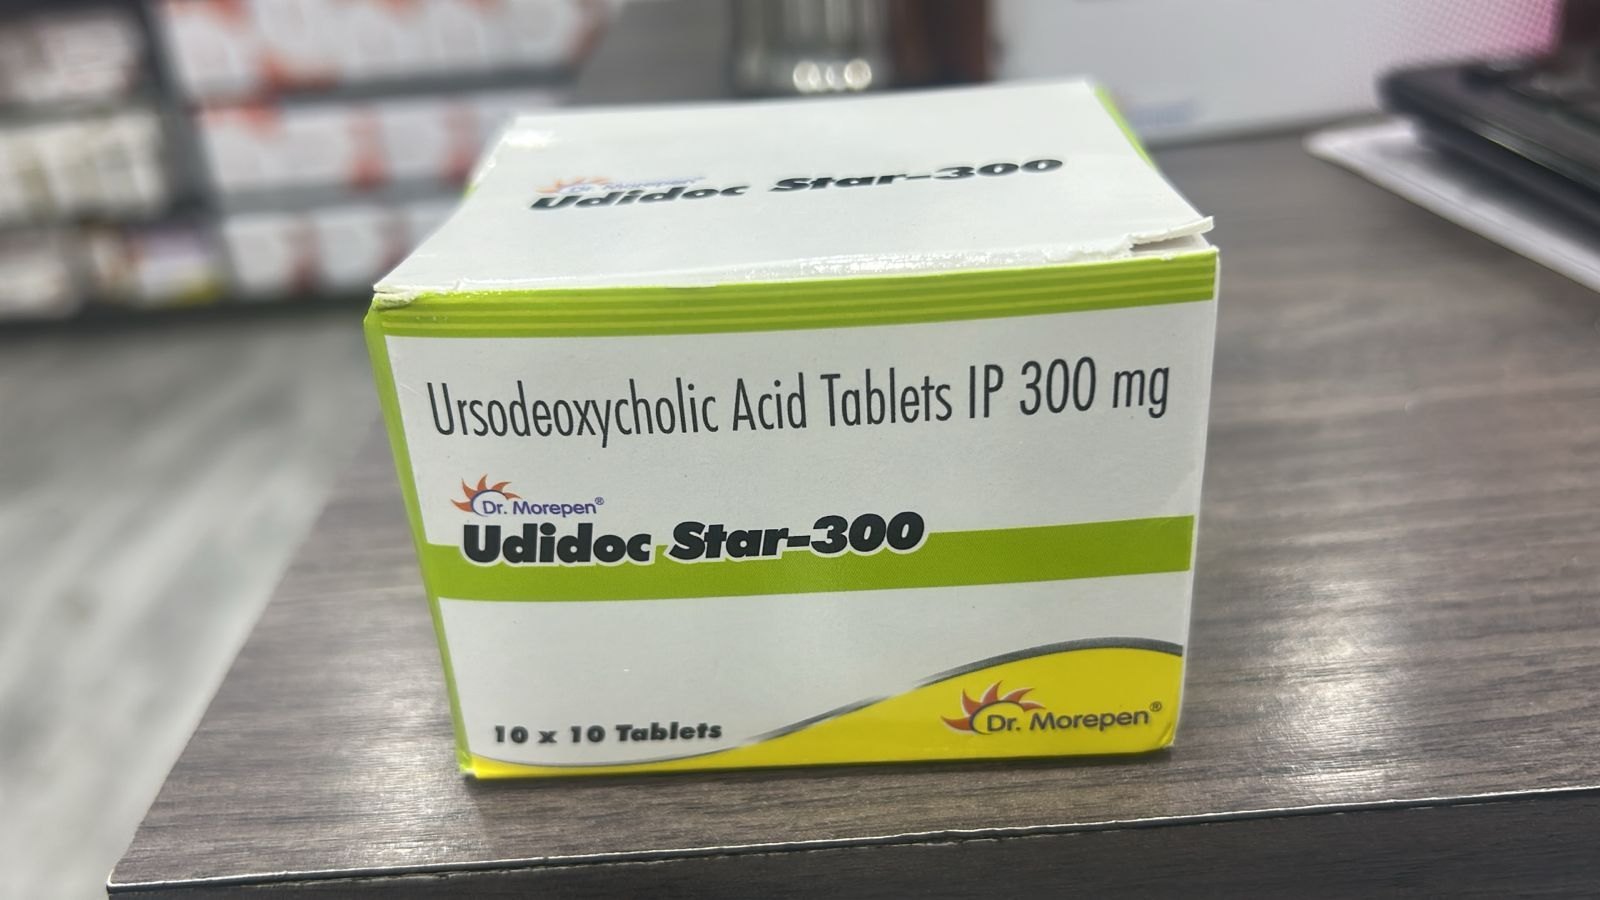 Dr. Morepen
Udidoc Star-300
Ursodeoxycholic Acid Tablets IP 300 mg
Dr. Morepen®
Udidoc Star-300
10 x 10 Tablets
Dr. Morepen®